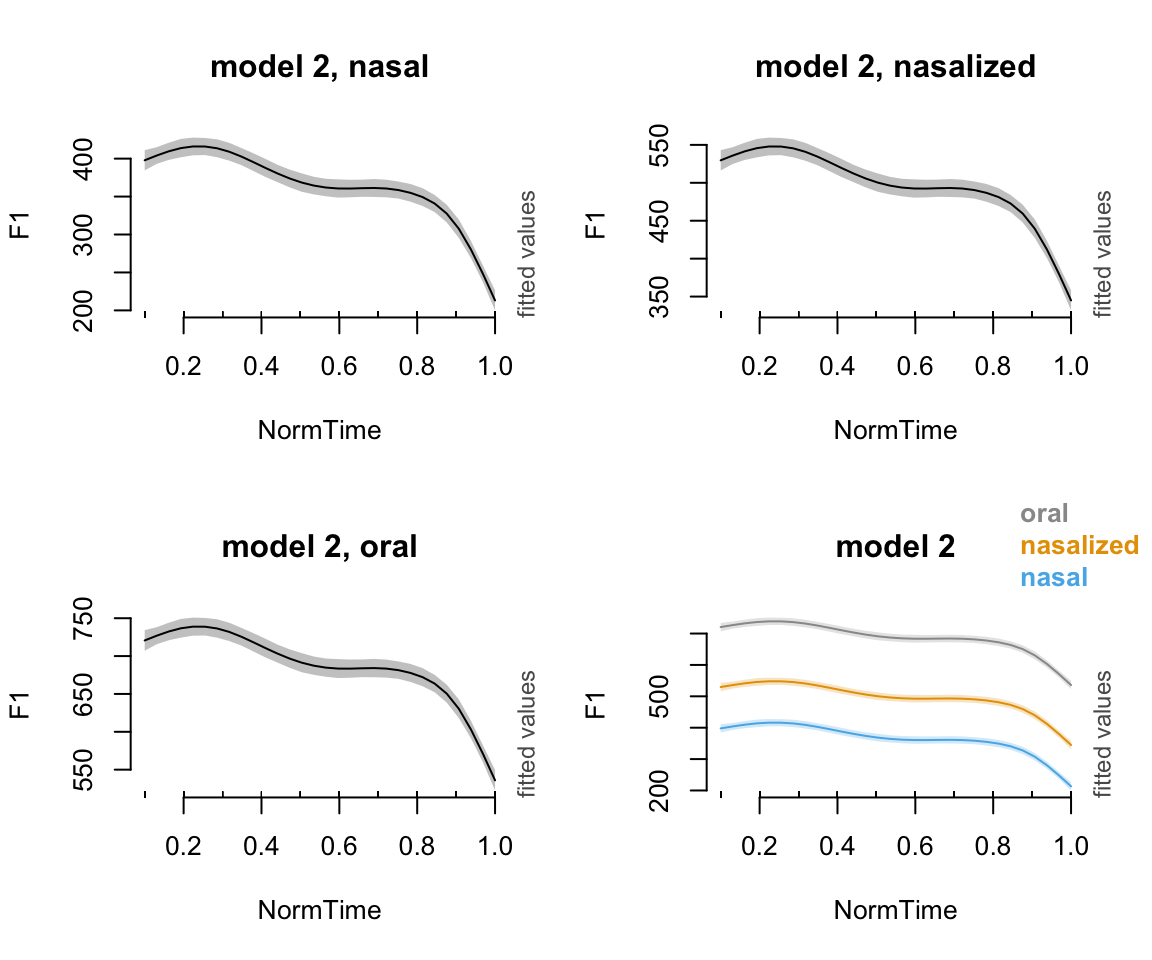 model 2, nasal
F1
400
300
200
fitted values
0.2 0.4 0.6 0.8 1.0
NormTime
model 2, nasalized
F1
550
450
350
fitted values
0.2 0.4 0.6 0.8 1.0
NormTime
model 2, oral
F1
750
650
550
fitted values
0.2 0.4 0.6 0.8 1.0
NormTime
oral
nasalized
nasal
model 2
F1
500
200
fitted values
0.2 0.4 0.6 0.8 1.0
NormTime